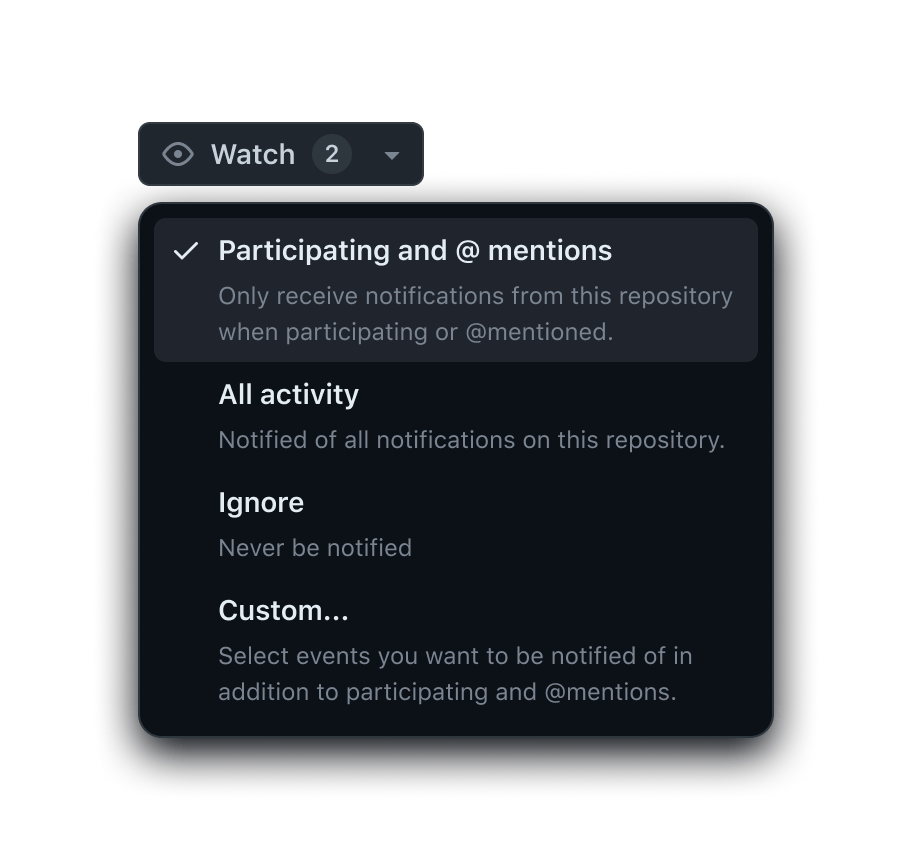 Watch 2
Participating and @ mentions
Only receive notifications from this repository
when participating or @mentioned.
All activity
Notified of all notifications on this repository.
Ignore
Never be notified
Custom...
Select events you want to be notified of in
addition to participating and @mentions.